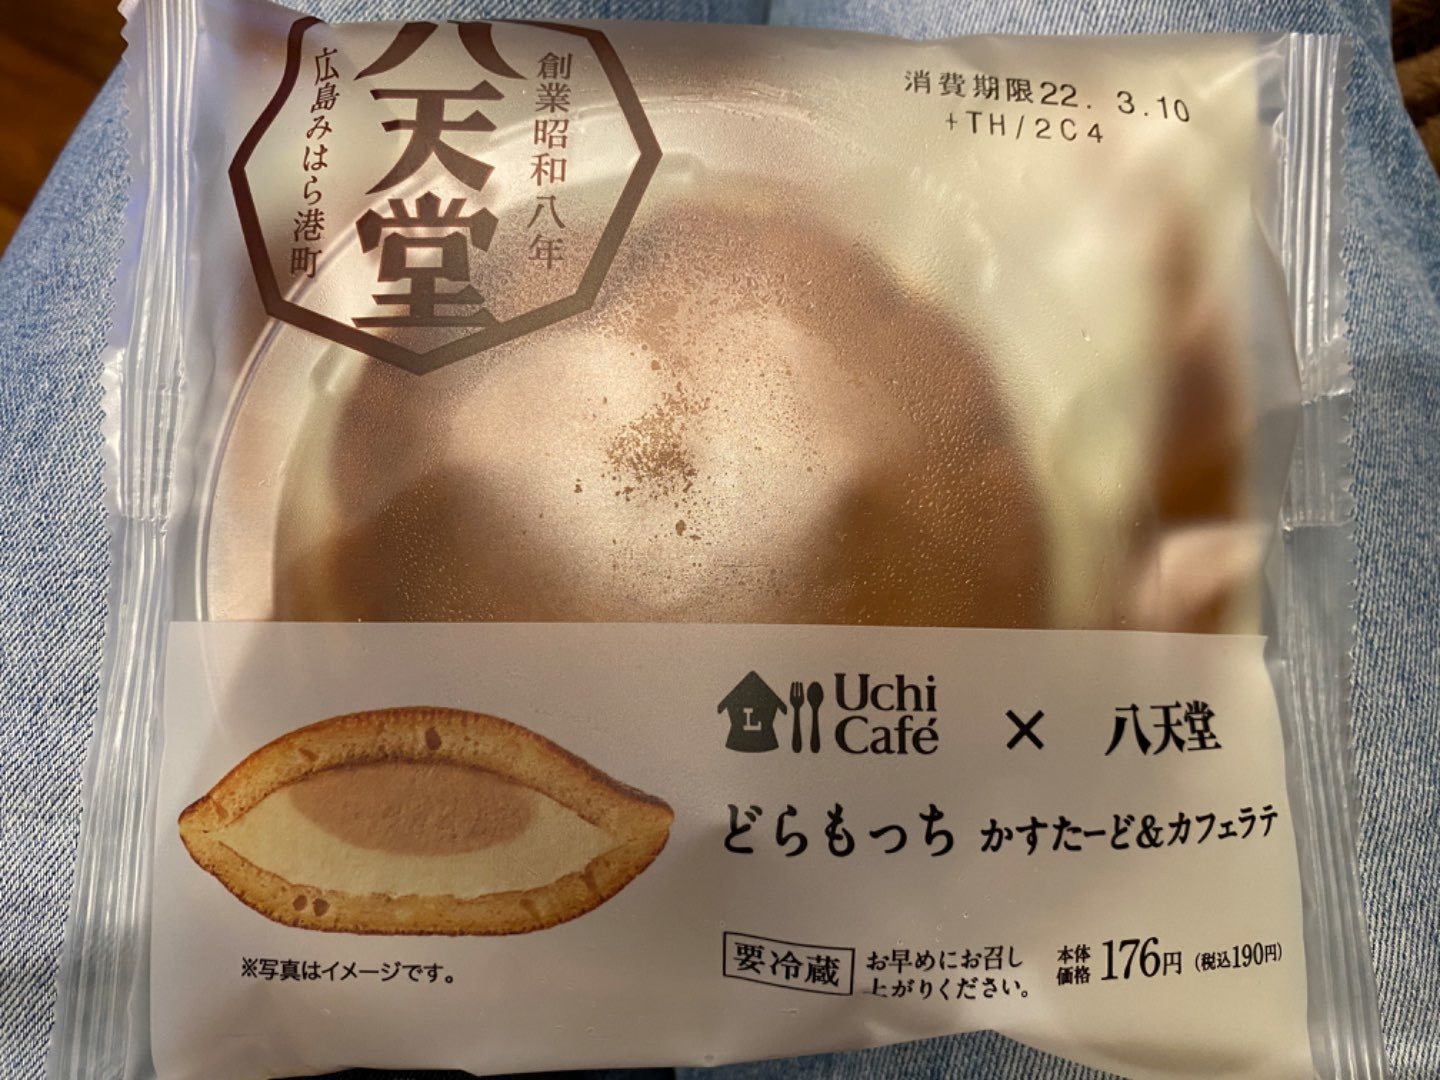 八天堂
創業昭和八年
広島みはら港町
消費期限22. 3.10
+TH/2C4
L
Uchi Café × 八天堂
どらもっち かすたーど&カフェラテ
※写真はイメージです。
要冷蔵
お早めにお召し
上がりください。
本体価格 176円 (税込190円)